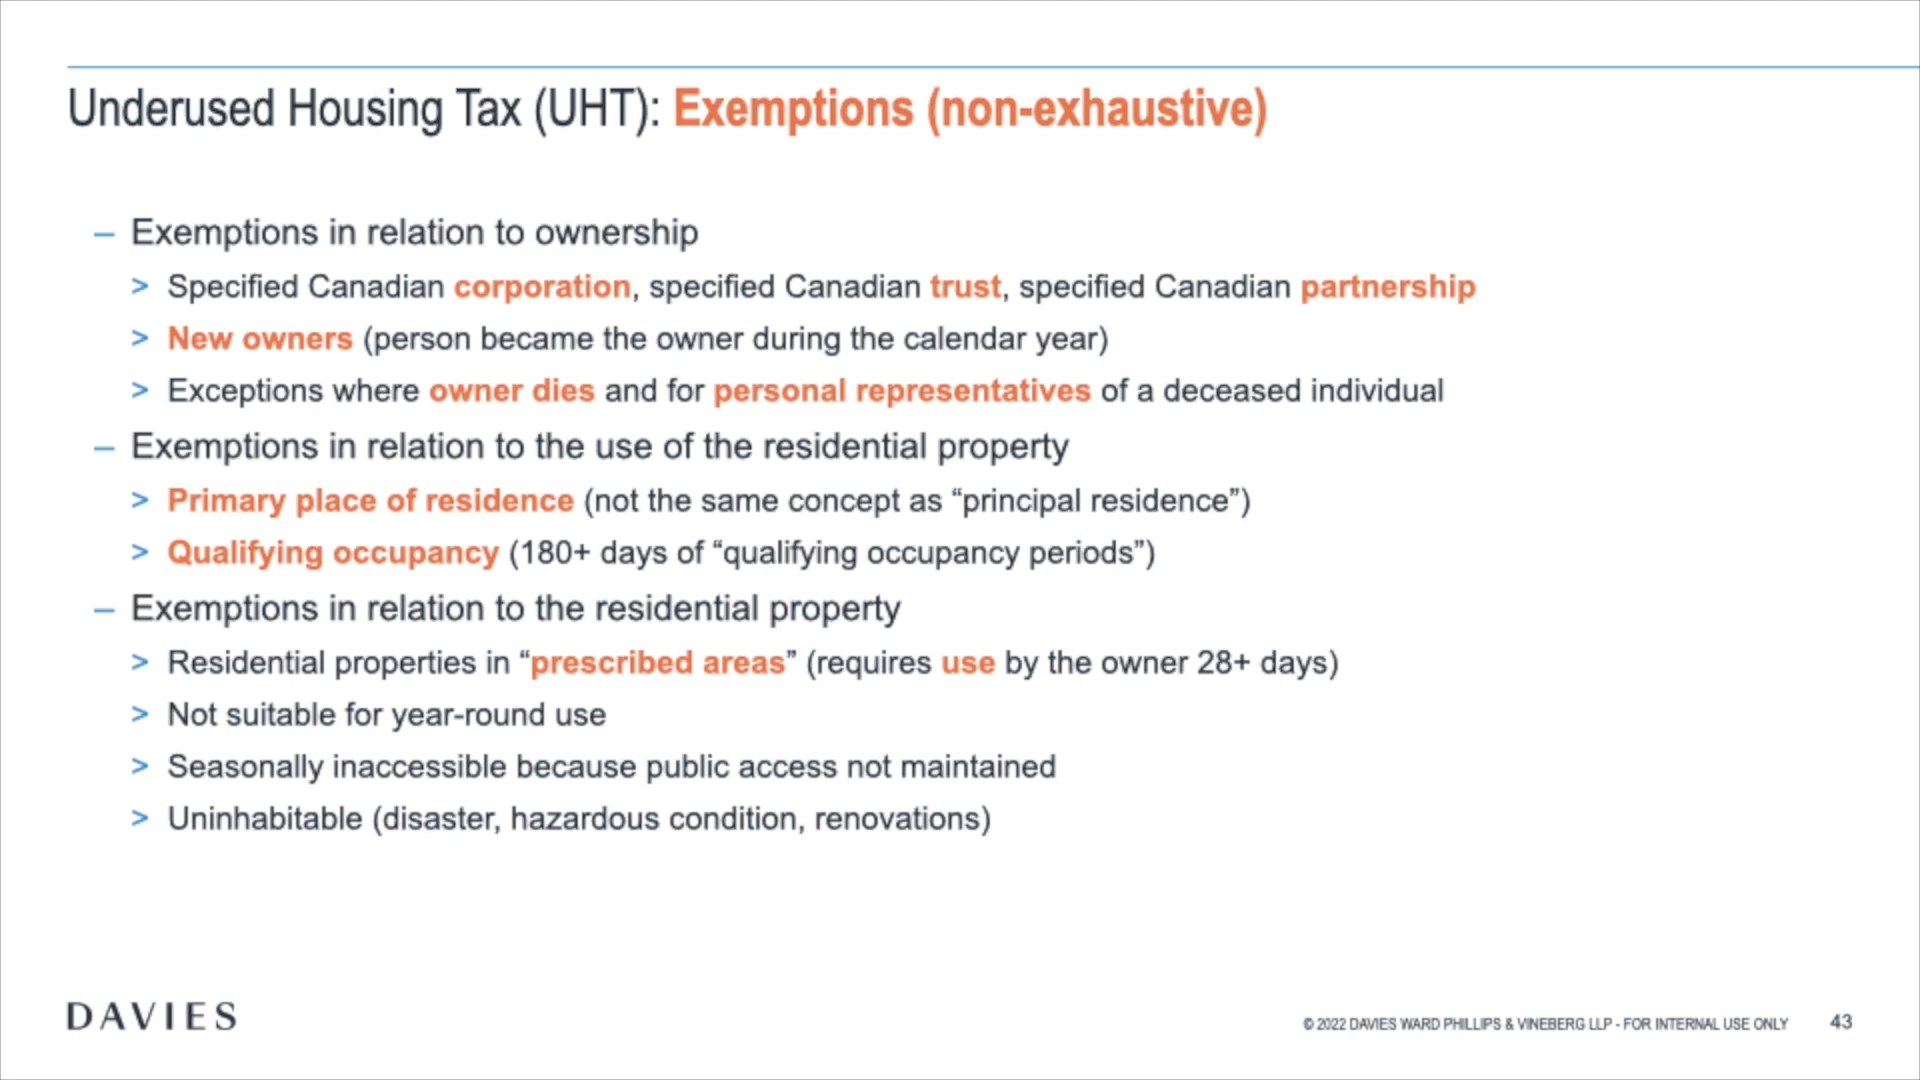 Underused Housing Tax (UHT): Exemptions (non-exhaustive)
– Exemptions in relation to ownership
> Specified Canadian corporation, specified Canadian trust, specified Canadian partnership
> New owners (person became the owner during the calendar year)
> Exceptions where owner dies and for personal representatives of a deceased individual
– Exemptions in relation to the use of the residential property
> Primary place of residence (not the same concept as “principal residence”)
> Qualifying occupancy (180+ days of “qualifying occupancy periods”)
– Exemptions in relation to the residential property
> Residential properties in “prescribed areas” (requires use by the owner 28+ days)
> Not suitable for year-round use
> Seasonally inaccessible because public access not maintained
> Uninhabitable (disaster, hazardous condition, renovations)
DAVIES
© 2022 DAVIES WARD PHILLIPS & VINEBERG LLP - FOR INTERNAL USE ONLY 43